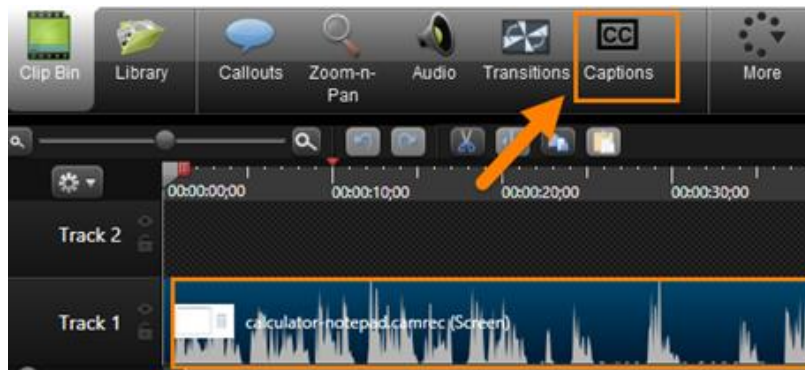 CC
Clip Bin Library Callouts Zoom-n- Audio Transitions Captions More
Pan
00:00:00;00 00:00:10;00 00:00:20;00 00:00:30;00
Track 2
Track 1 calculator-notepad.camrec (Screen)